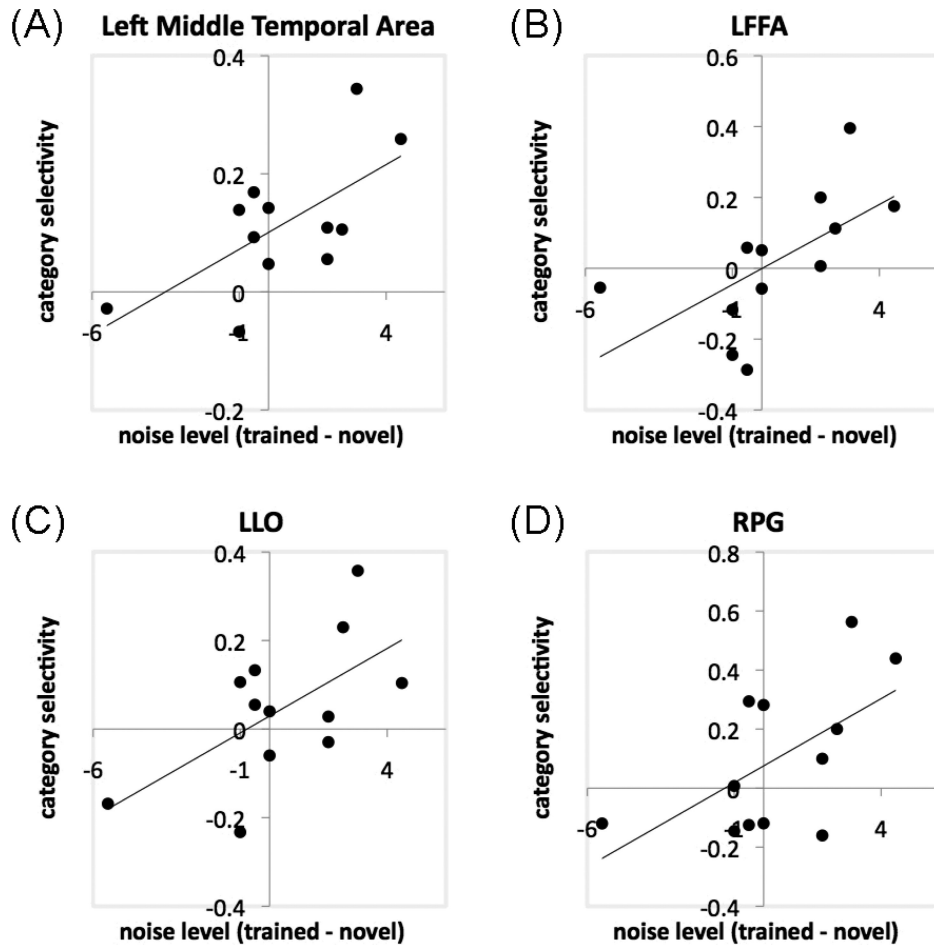 (A)
Left Middle Temporal Area
0.4
0.2
0
-0.2
-6
-1
4
category selectivity
noise level (trained - novel)
(B)
LFFA
0.6
0.4
0.2
0
-0.2
-0.4
-6
-1
4
category selectivity
noise level (trained - novel)
(C)
LLO
0.4
0.2
0
-0.2
-0.4
-6
-1
4
category selectivity
noise level (trained - novel)
(D)
RPG
0.8
0.6
0.4
0.2
0
-0.2
-0.4
-6
-1
4
category selectivity
noise level (trained - novel)